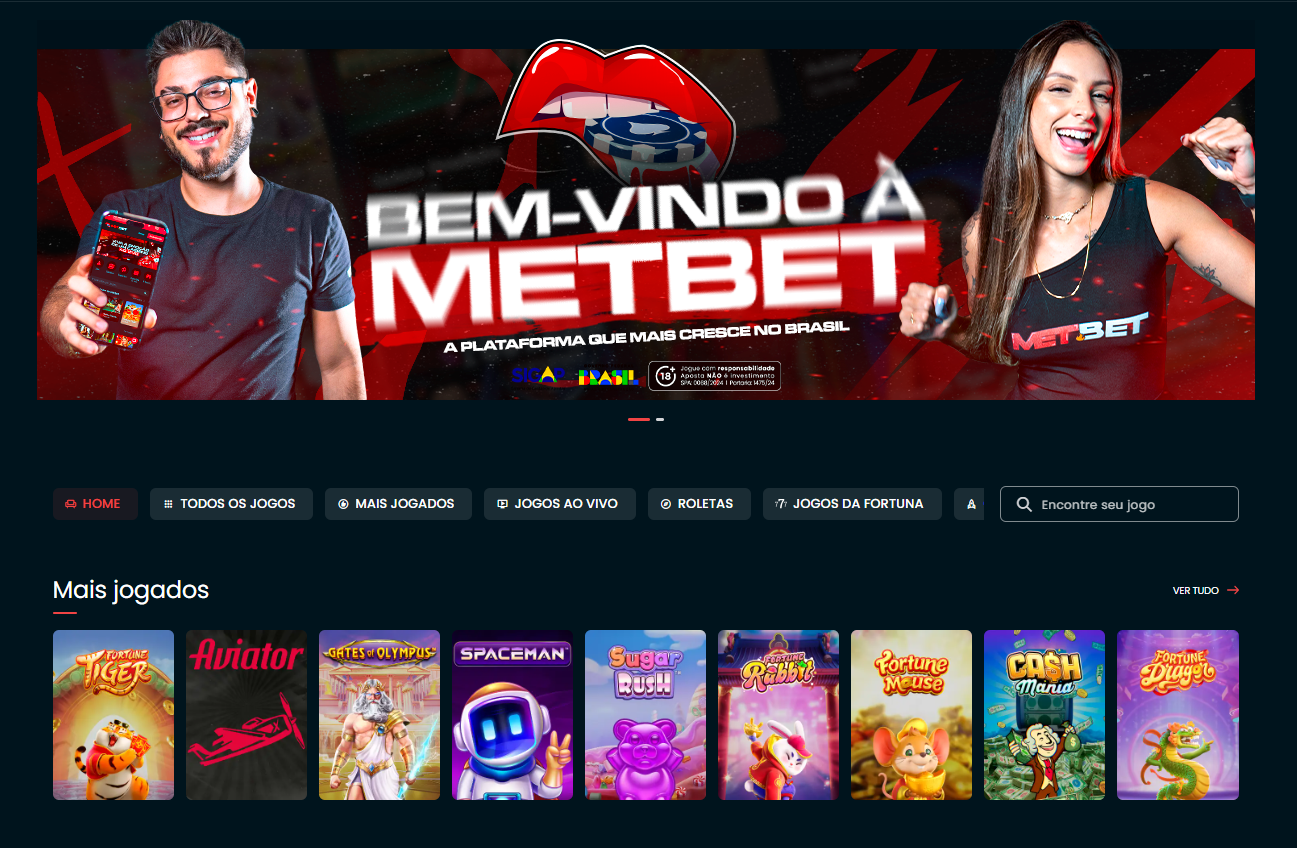 BEM-VINDO À
METBET
A PLATAFORMA QUE MAIS CRESCE NO BRASIL
SIGAP BRASIL 18+ Jogue com responsabilidade
Aposta NÃO é investimento
SPA: 0088/2024 | Portaria: 1475/24
METBET
HOME TODOS OS JOGOS MAIS JOGADOS JOGOS AO VIVO ROLETAS JOGOS DA FORTUNA Encontre seu jogo
Mais jogados VER TUDO
FORTUNE TIGER
Aviator
GATES OF OLYMPUS
SPACEMAN
Sugar RUSH
FORTUNE Rabbit
Fortune Mouse
CA$H Mania
FORTUNE Dragon